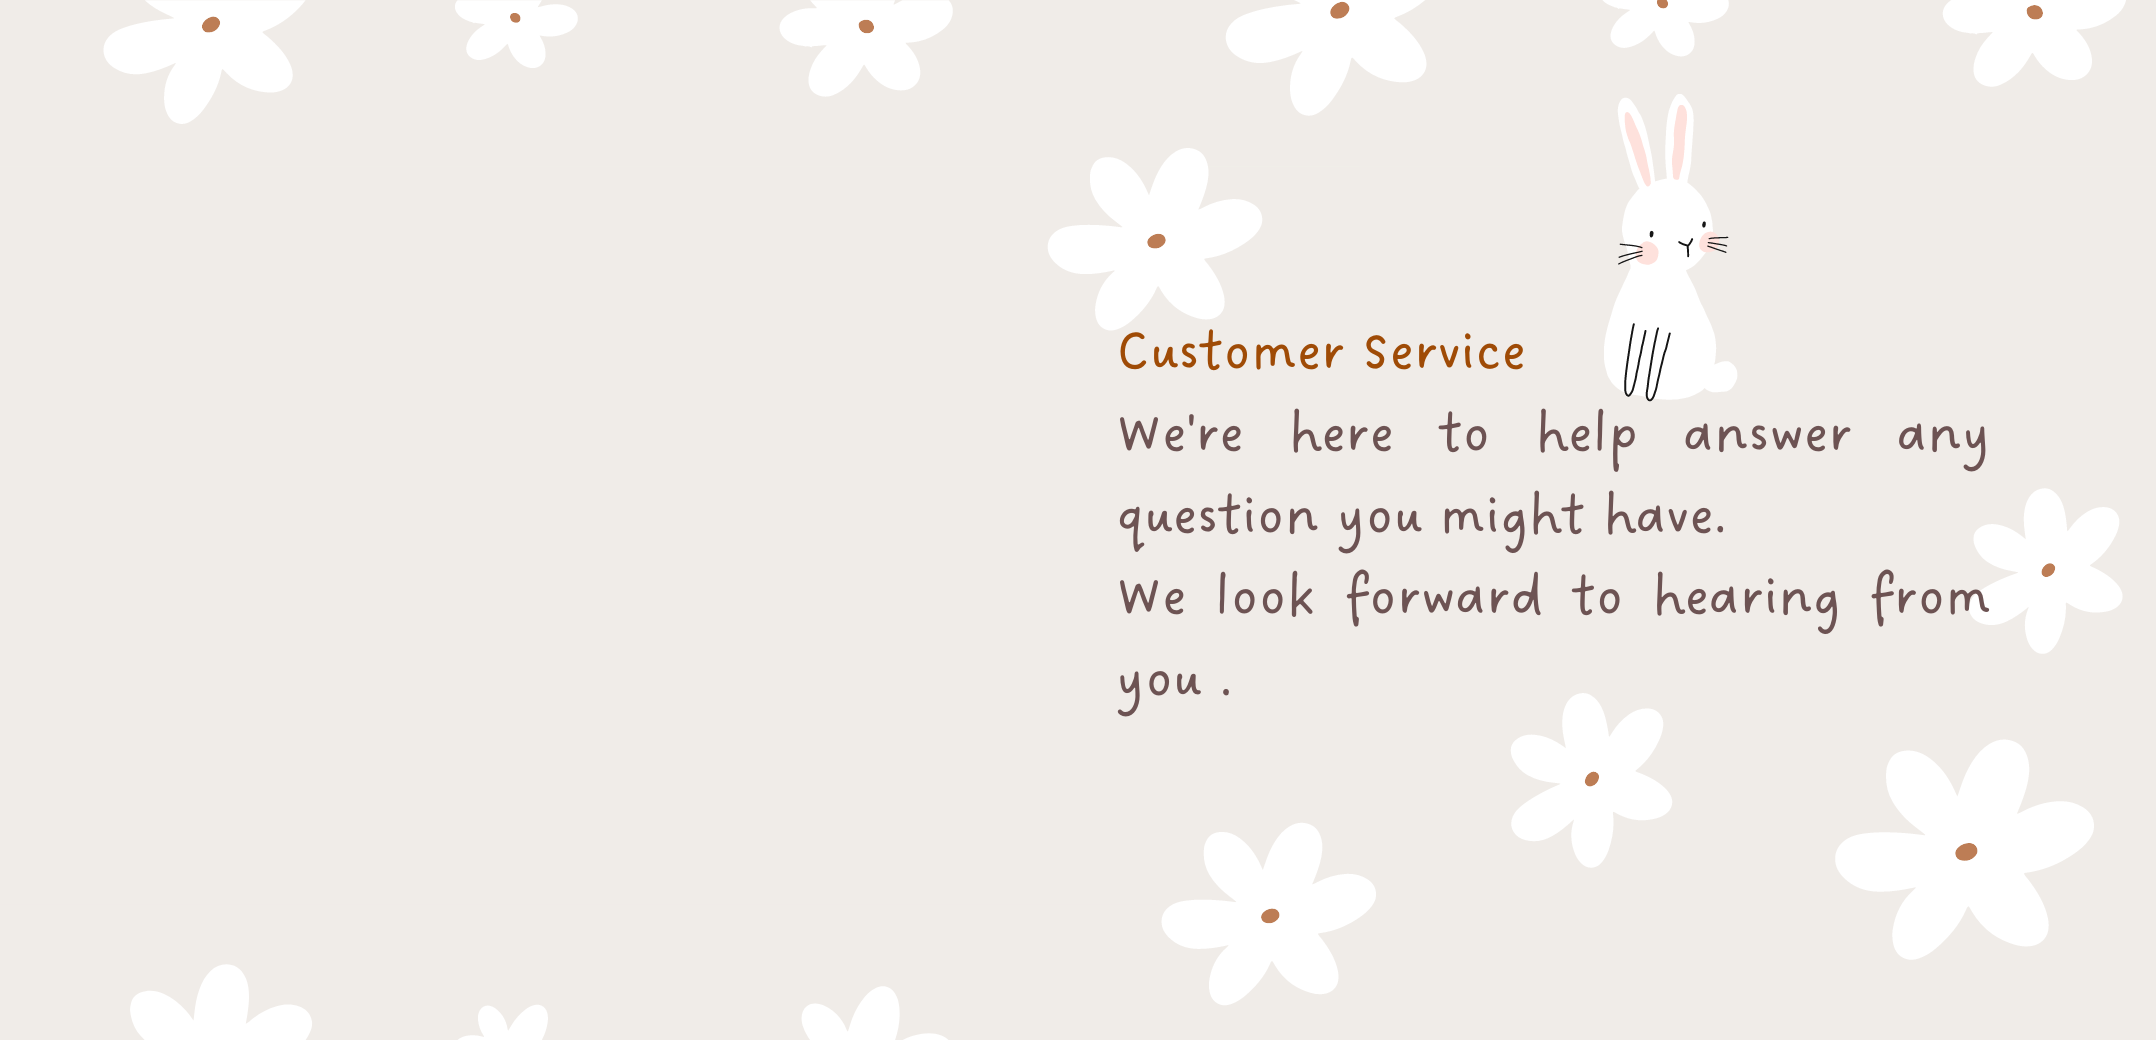 Customer Service
We're here to help answer any
question you might have.
We look forward to hearing from
you .